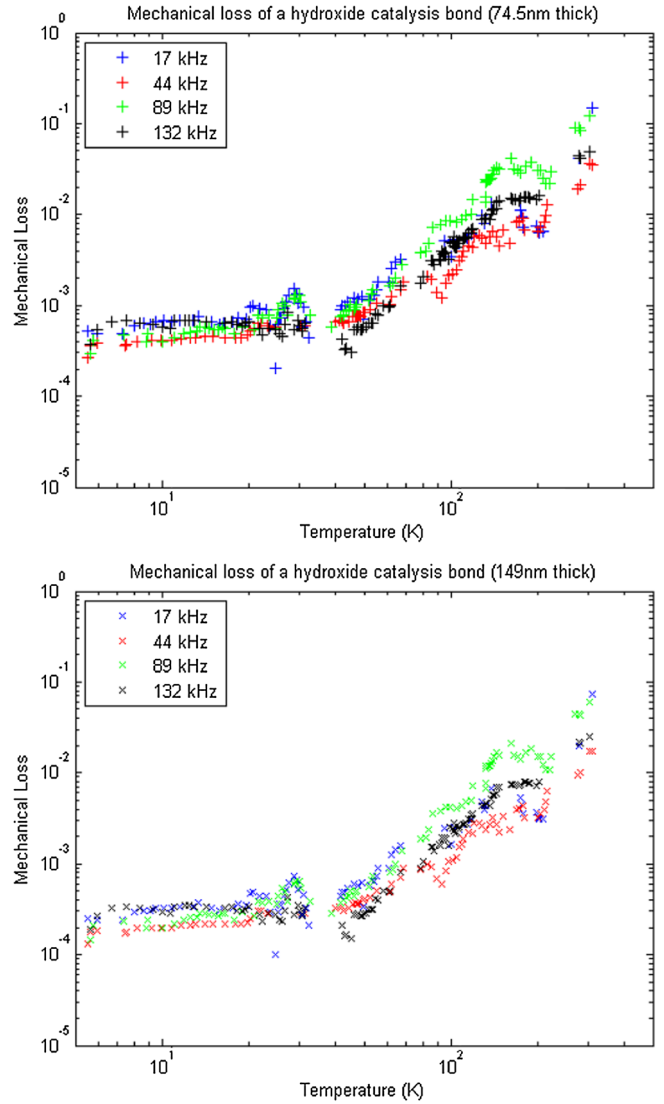 Mechanical loss of a hydroxide catalysis bond (74.5nm thick)
10^0
17 kHz
44 kHz
89 kHz
132 kHz
10^-1
10^-2
Mechanical Loss
10^-3
10^-4
10^-5
10^1
10^2
Temperature (K)
Mechanical loss of a hydroxide catalysis bond (149nm thick)
10^0
17 kHz
44 kHz
89 kHz
132 kHz
10^-1
10^-2
Mechanical Loss
10^-3
10^-4
10^-5
10^1
10^2
Temperature (K)